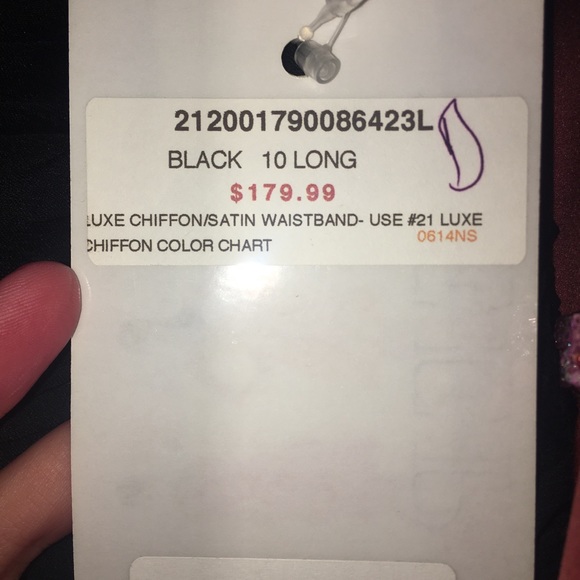 212001790086423L
BLACK 10 LONG
$179.99
LUXE CHIFFON/SATIN WAISTBAND- USE #21 LUXE
CHIFFON COLOR CHART
0614NS